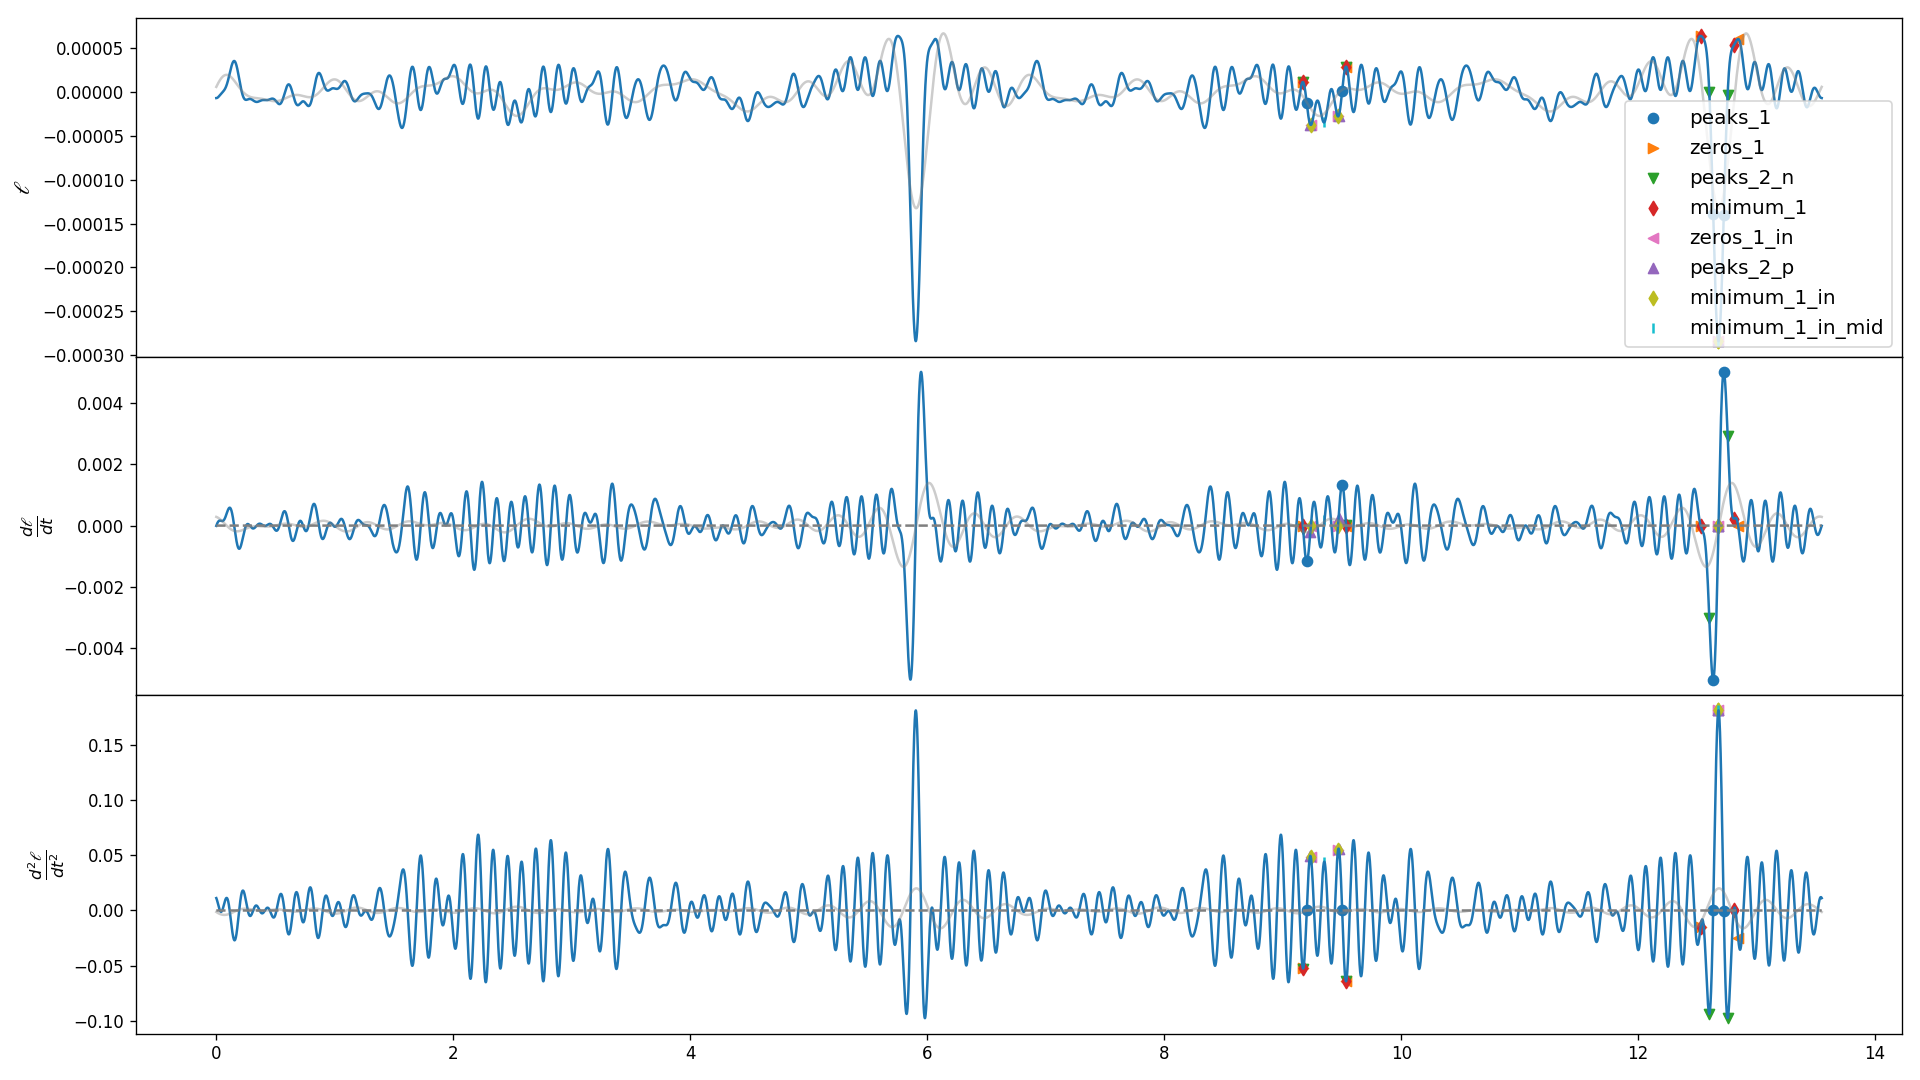 0.00005
0.00000
−0.00005
−0.00010
−0.00015
−0.00020
−0.00025
−0.00030
ℓ
peaks_1
zeros_1
peaks_2_n
minimum_1
zeros_1_in
peaks_2_p
minimum_1_in
minimum_1_in_mid
0.004
0.002
0.000
−0.002
−0.004
dℓ
dt
0.15
0.10
0.05
0.00
−0.05
−0.10
d²ℓ
dt²
0 2 4 6 8 10 12 14